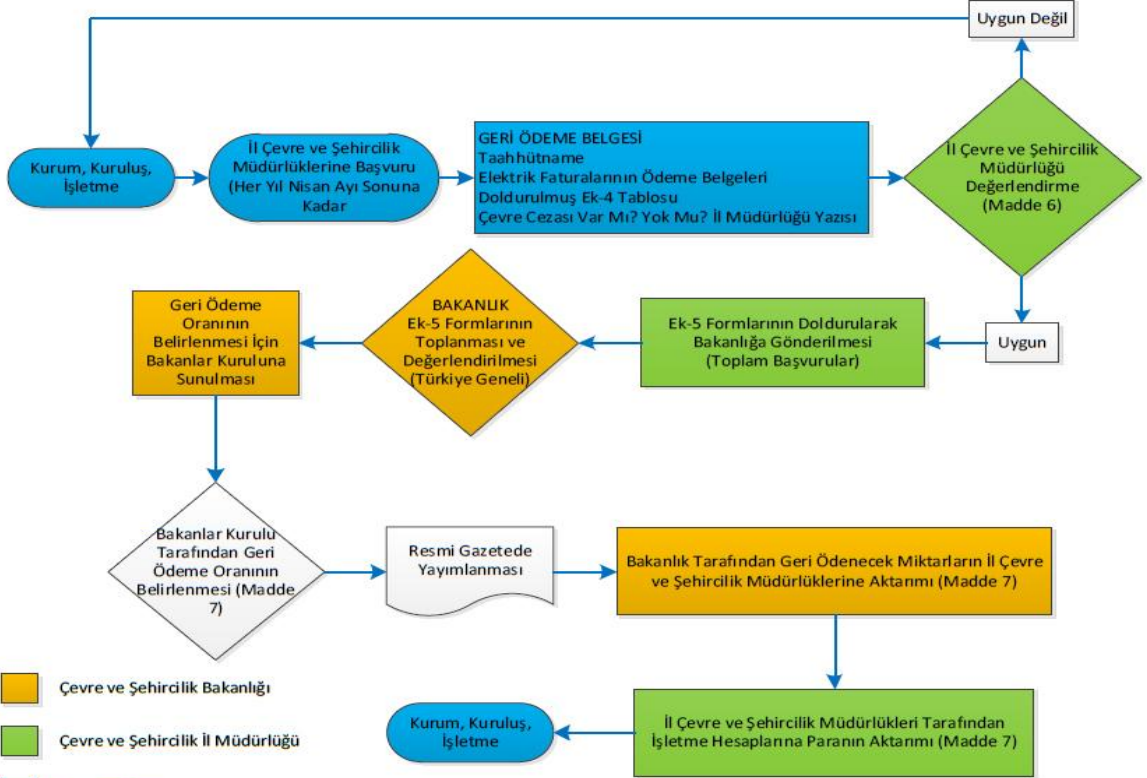 Uygun Değil
Kurum, Kuruluş,
İşletme
İl Çevre ve Şehircilik
Müdürlüklerine Başvuru
(Her Yıl Nisan Ayı Sonuna
Kadar
GERİ ÖDEME BELGESİ
Taahhütname
Elektrik Faturalarının Ödeme Belgeleri
Doldurulmuş Ek-4 Tablosu
Çevre Cezası Var Mı? Yok Mu? İl Müdürlüğü Yazısı
İl Çevre ve Şehircilik
Müdürlüğü
Değerlendirme
(Madde 6)
Uygun
Ek-5 Formlarının Doldurularak
Bakanlığa Gönderilmesi
(Toplam Başvurular)
BAKANLIK
Ek-5 Formlarının
Toplanması ve
Değerlendirilmesi
(Türkiye Geneli)
Geri Ödeme
Oranının
Belirlenmesi İçin
Bakanlar Kuruluna
Sunulması
Bakanlar Kurulu
Tarafından Geri
Ödeme Oranının
Belirlenmesi (Madde
7)
Resmi Gazetede
Yayımlanması
Bakanlık Tarafından Geri Ödenecek Miktarların İl Çevre
ve Şehircilik Müdürlüklerine Aktarımı (Madde 7)
İl Çevre ve Şehircilik Müdürlükleri Tarafından
İşletme Hesaplarına Paranın Aktarımı (Madde 7)
Kurum, Kuruluş,
İşletme
Çevre ve Şehircilik Bakanlığı
Çevre ve Şehircilik İl Müdürlüğü